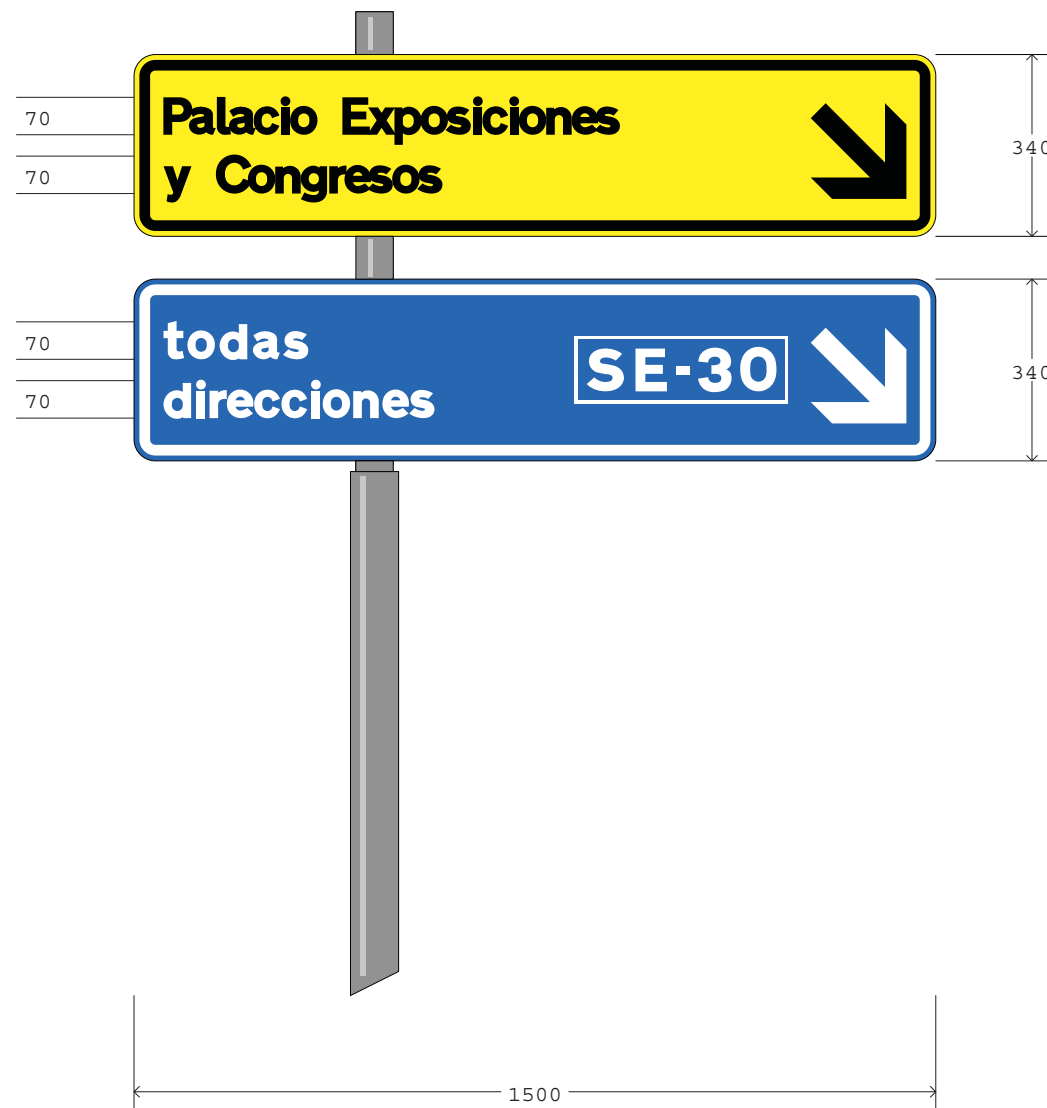 70
Palacio Exposiciones
340
70
y Congresos
70
todas
SE-30
340
70
direcciones
1500